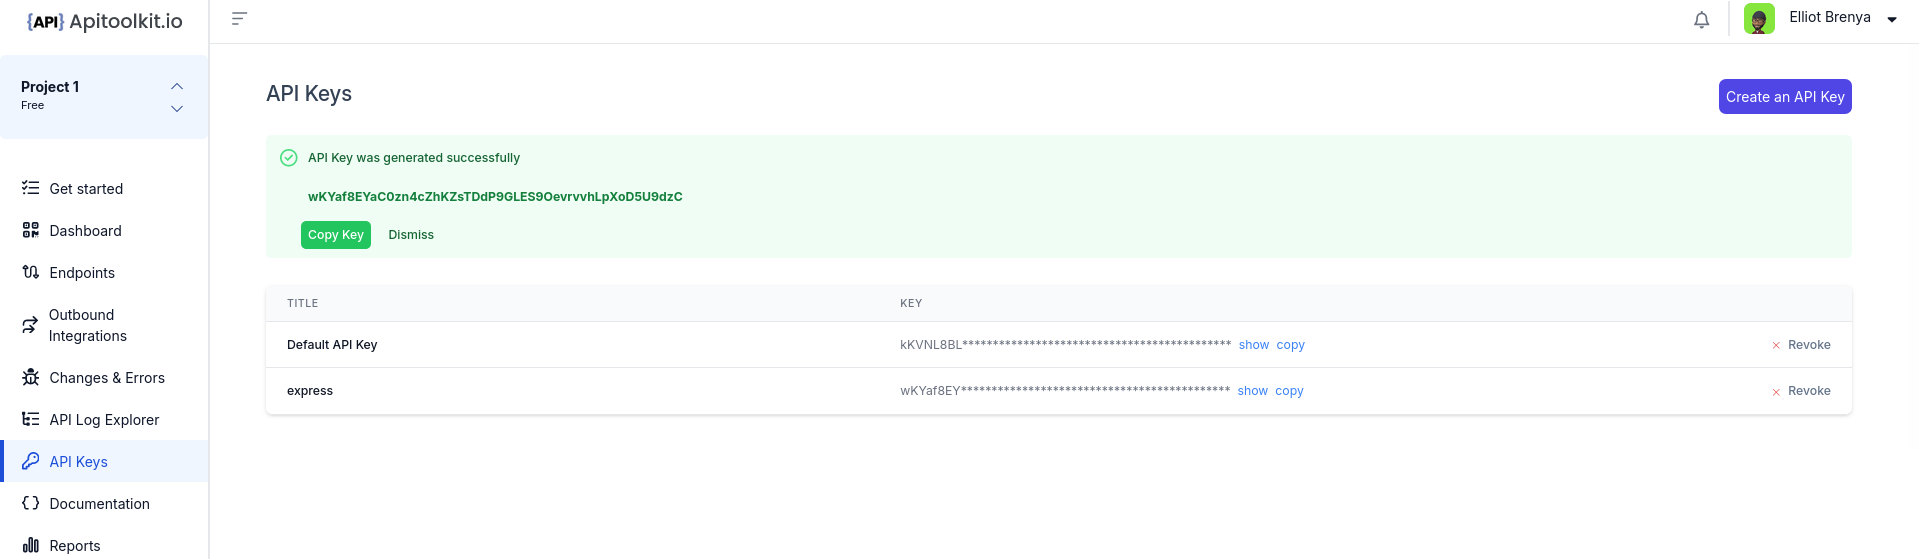 {API} Apitoolkit.io
Elliot Brenya
Project 1
Free
Get started
Dashboard
Endpoints
Outbound
Integrations
Changes & Errors
API Log Explorer
API Keys
Documentation
Reports
API Keys
Create an API Key
API Key was generated successfully
wKYaf8EYaC0zn4cZhKZsTDdP9GLES9OevrvvhLpXoD5U9dzC
Copy Key Dismiss
TITLE KEY
Default API Key kKVNL8BL******************************************** show copy Revoke
express wKYaf8EY******************************************** show copy Revoke